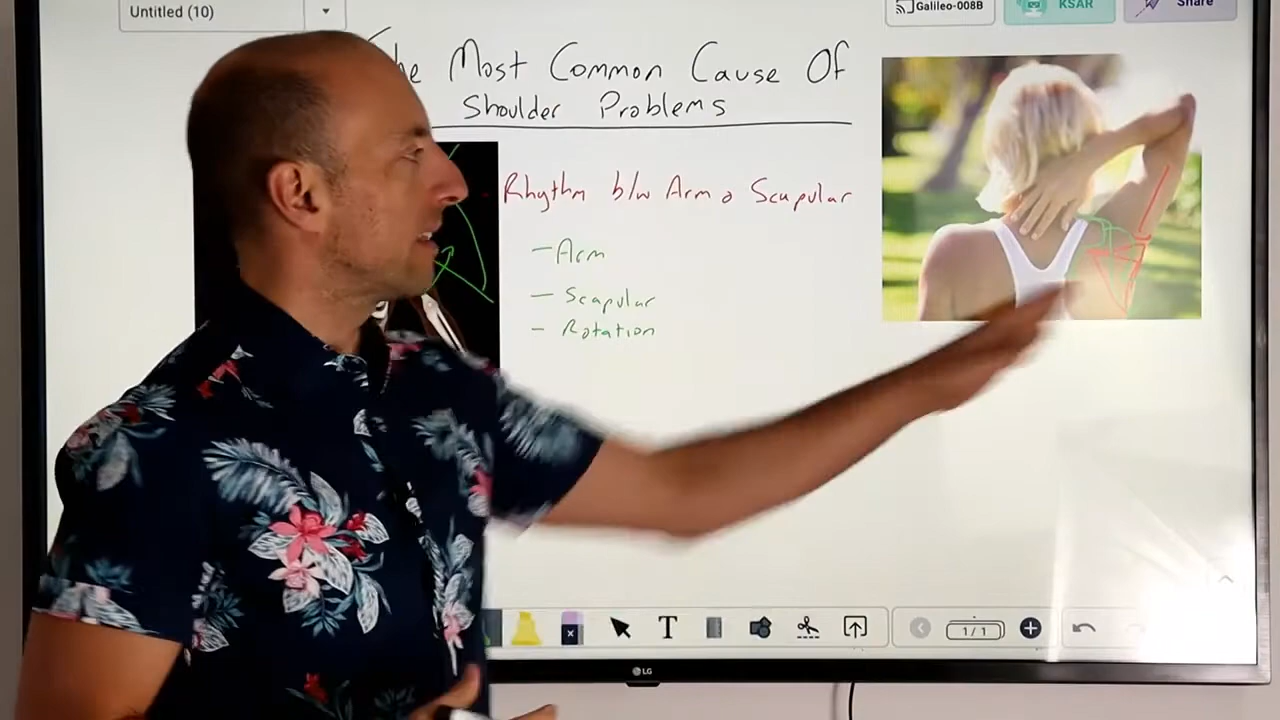 Untitled (10)
Galileo-008B
KSAR
Share
The Most Common Cause Of
Shoulder Problems
Rhythm b/w Arm & Scapular
- Arm
- Scapular
- Rotation
T
1/1
LG